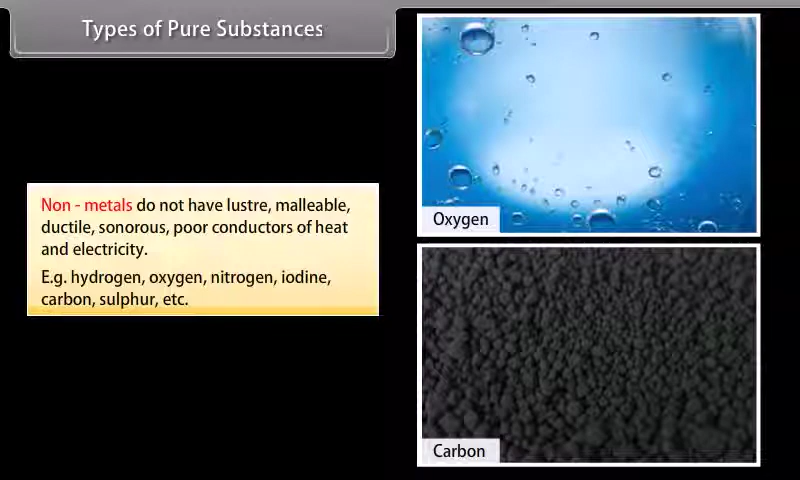 Types of Pure Substances
Non - metals do not have lustre, malleable,
ductile, sonorous, poor conductors of heat
and electricity.
E.g. hydrogen, oxygen, nitrogen, iodine,
carbon, sulphur, etc.
Oxygen
Carbon